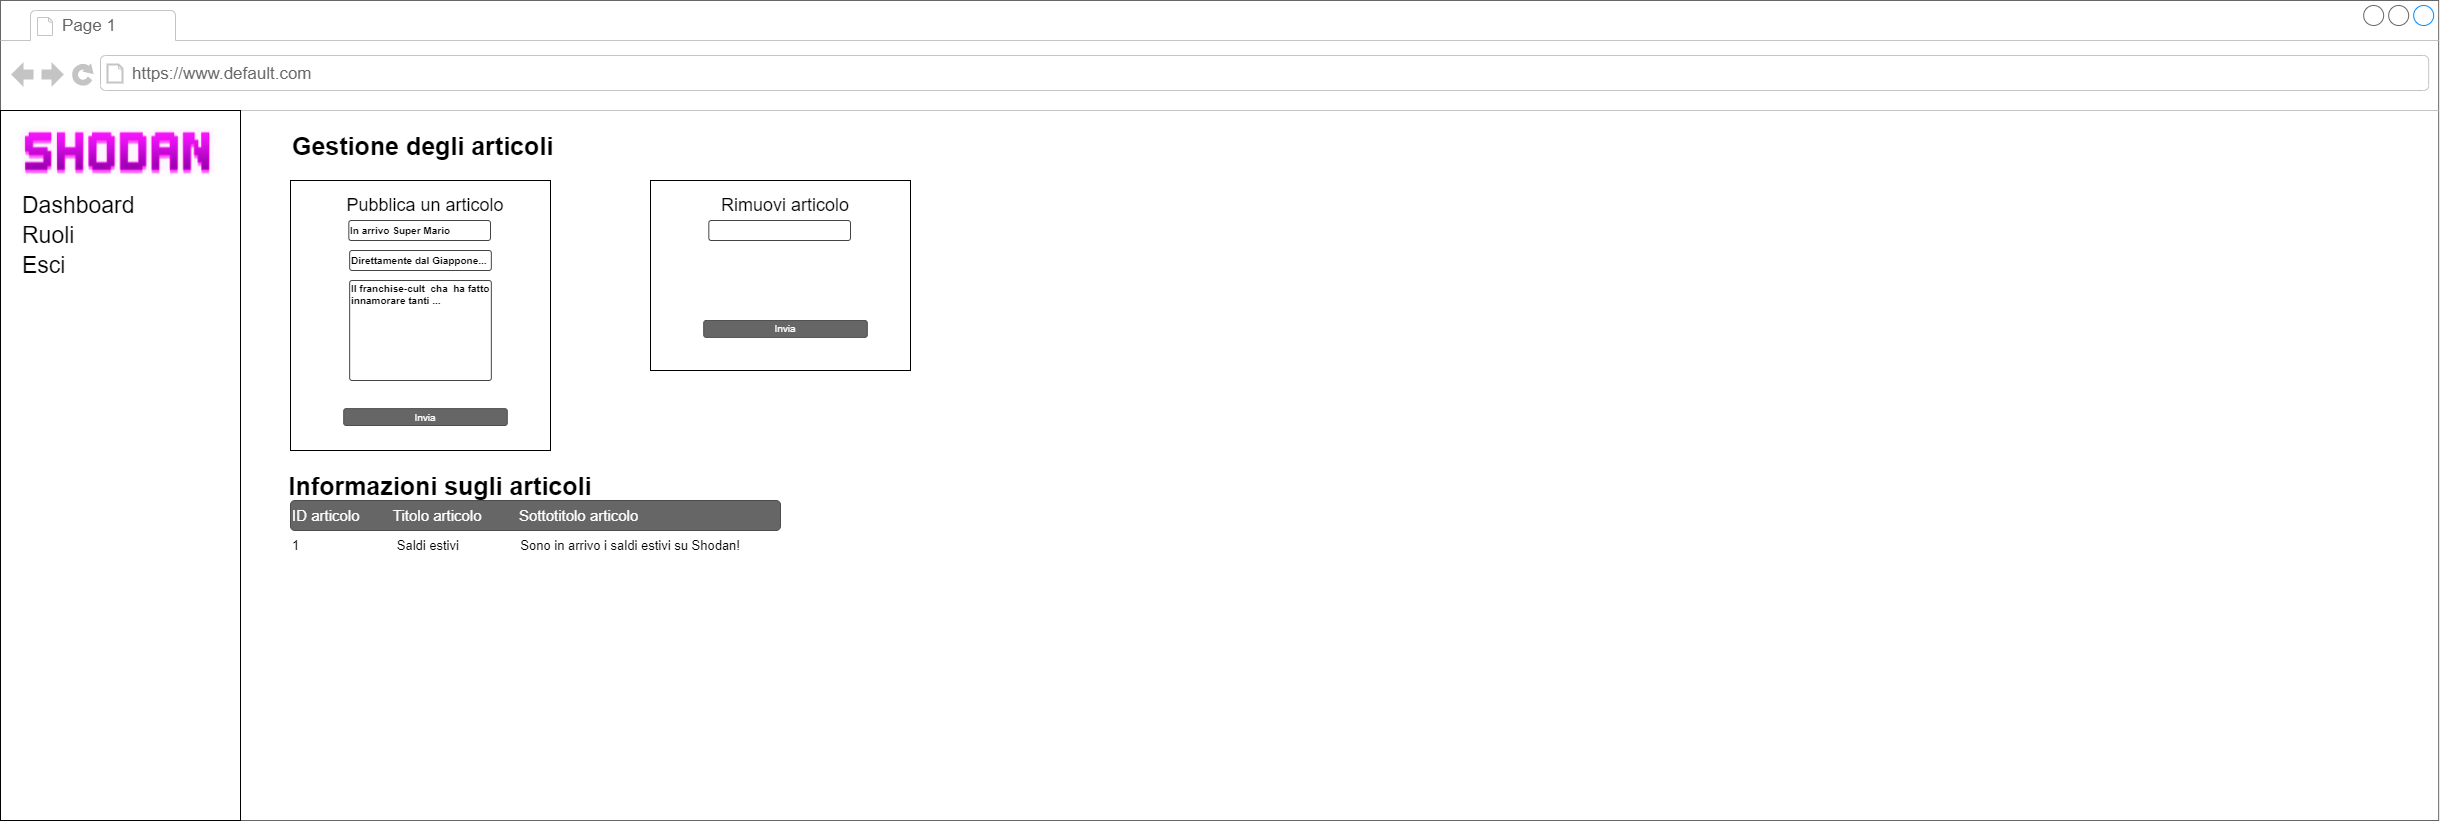 Page 1
https://www.default.com
SHODAN
Dashboard
Ruoli
Esci
Gestione degli articoli
Pubblica un articolo
In arrivo Super Mario
Direttamente dal Giappone...
Il franchise-cult cha ha fatto
innamorare tanti ...
Invia
Rimuovi articolo
Invia
Informazioni sugli articoli
ID articolo Titolo articolo Sottotitolo articolo
1 Saldi estivi Sono in arrivo i saldi estivi su Shodan!